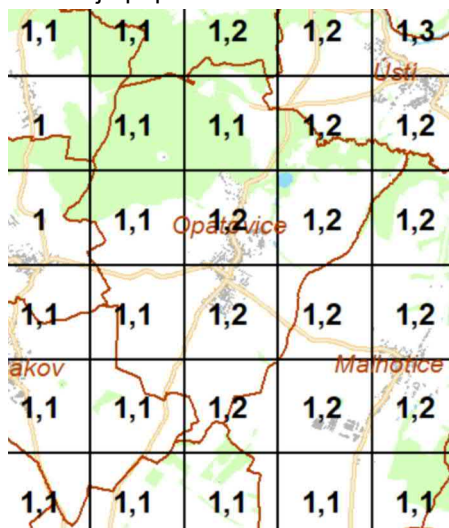 1,1 1,1 1,2 1,2 1,3
Ústí
1 1,1 1,1 1,2 1,2
1 1,1 1,2 1,2 1,2
Opatovice
1,1 1,1 1,2 1,2 1,2
akov Malhotice
1,1 1,1 1,2 1,2 1,2
1,1 1,1 1,1 1,1 1,1